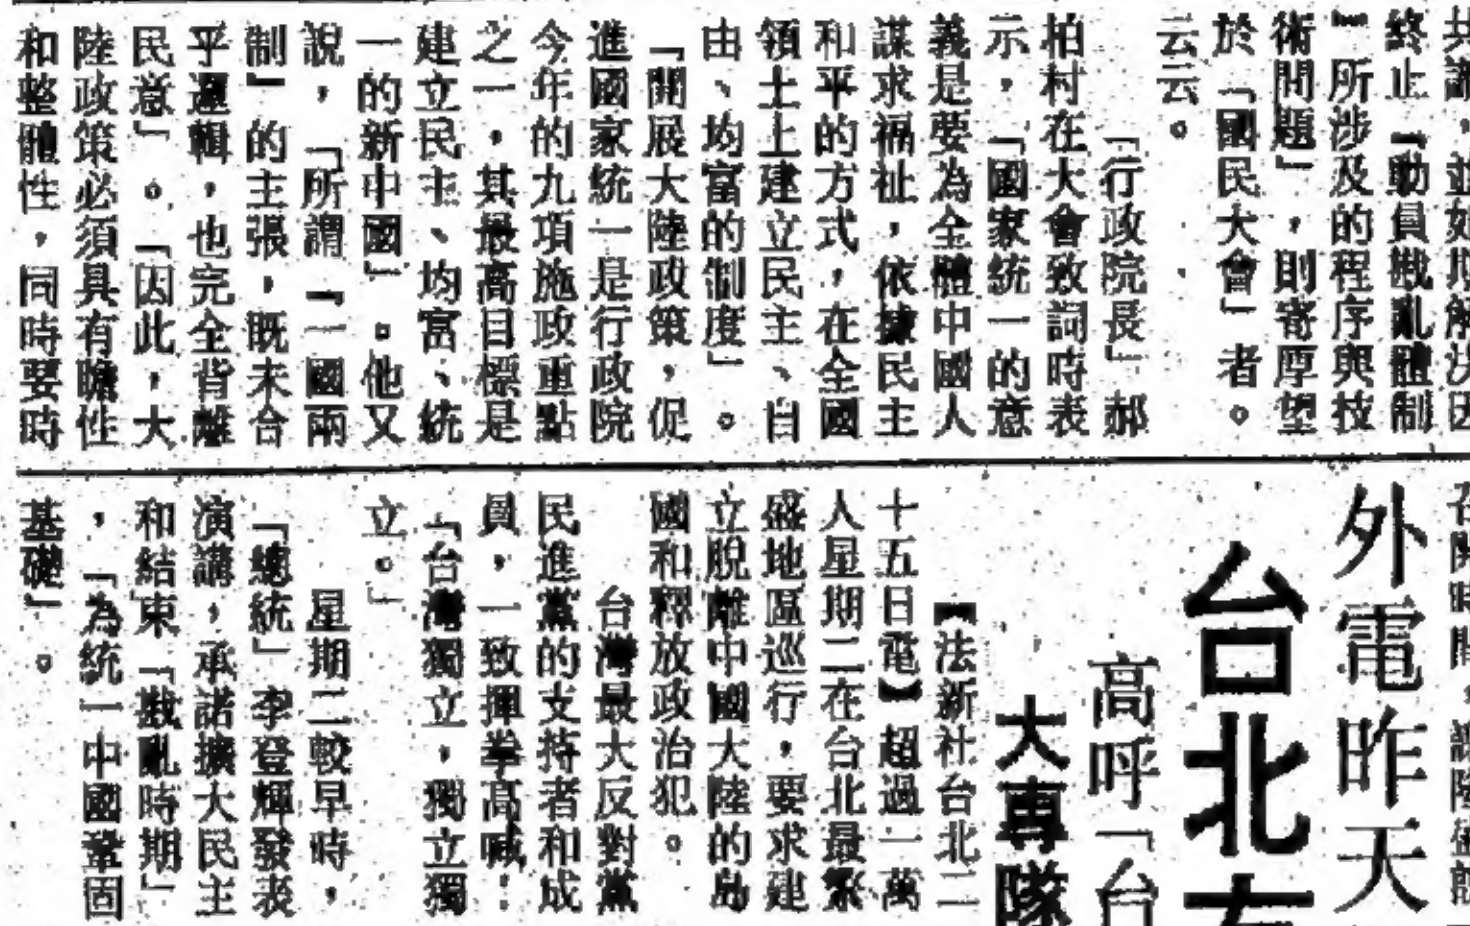 終止「動員戡亂體制
」所涉及的程序與技
術問題」，則寄厚望
於「國民大會」者。
云云。
「行政院長」郝
柏村在大會致詞時表
示，「國家統一的意
義是要為全體中國人
謀求福祉，依據民主
和平的方式，在全國
領土上建立民主、自
由、均富的制度」。
「開展大陸政策，促
進國家統一是行政院
今年的九項施政重點
之一，其最高目標是
建立民主、均富、統
一的新中國」。他又
說，「所謂『一國兩
制』的主張，既未合
乎邏輯，也完全背離
民意」。「因此，大
陸政策必須具有瞻性
和整體性，同時要時
外電昨天
台北
高呼「台
大專隊
【法新社台北二
十五日電】超過一萬
人星期二在台北最繁
盛地區巡行，要求建
立脫離中國大陸的島
國和釋放政治犯。
台灣最大反對黨
民進黨的支持者和成
員，一致揮拳高喊：
「台灣獨立，獨立獨
立。」
星期二較早時，
「總統」李登輝發表
演講，承諾擴大民主
和結束「戡亂時期」
，「為統一中國鞏固
基礎」。